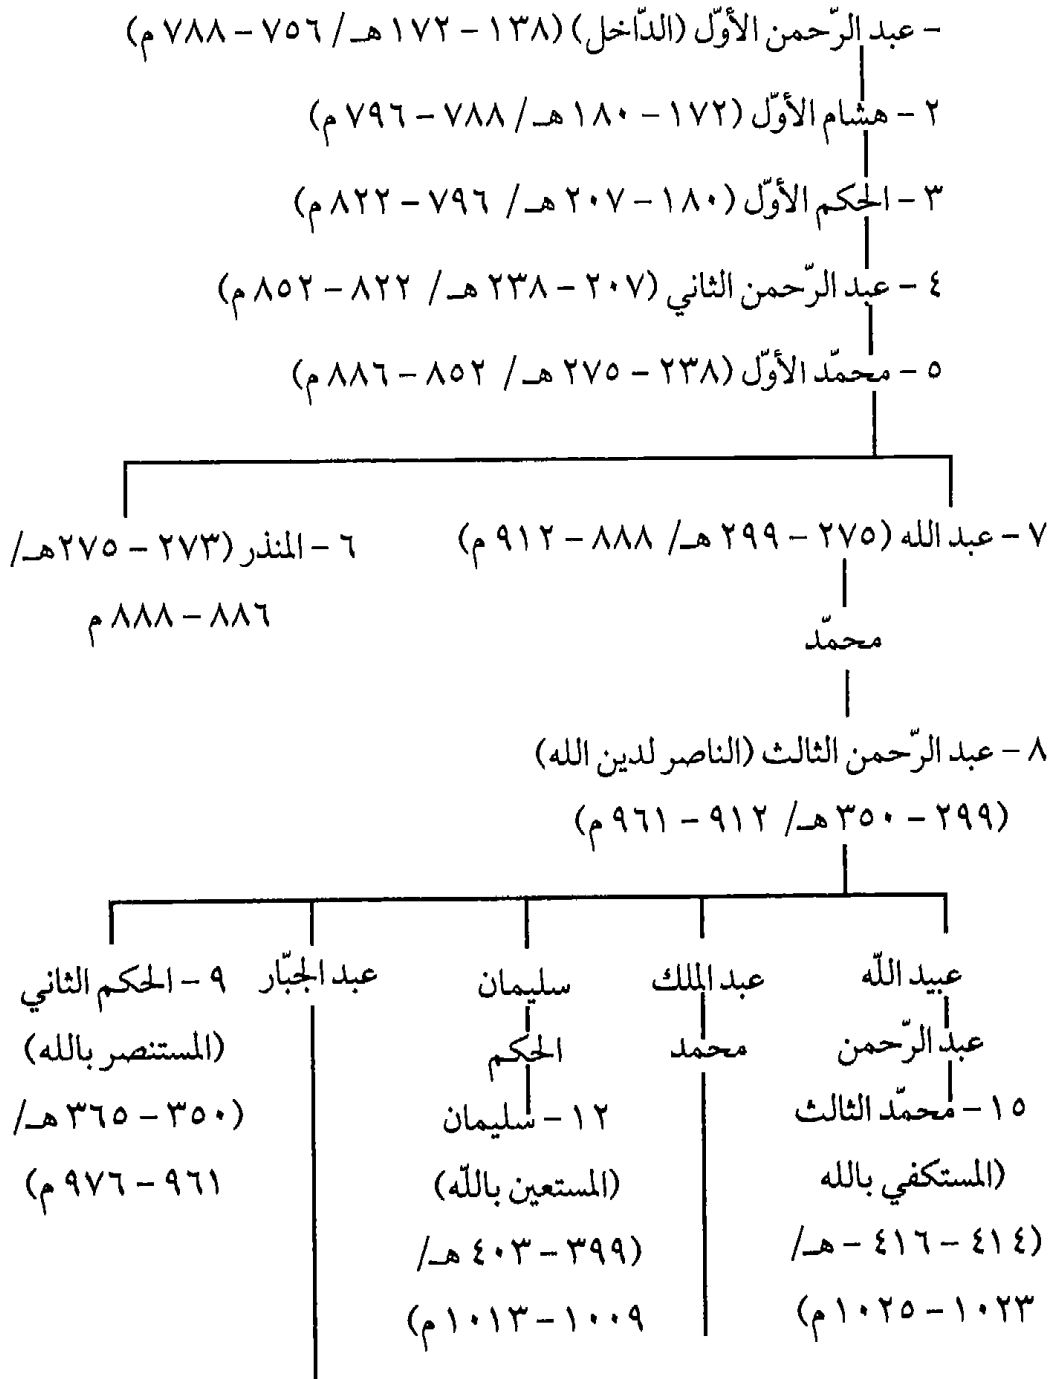 - عبد الرّحمن الأوّل (الدّاخل) (١٣٨ - ١٧٢ هـ/ ٧٥٦ - ٧٨٨ م)
٢ - هشام الأوّل (١٧٢ - ١٨٠ هـ/ ٧٨٨ - ٧٩٦ م)
٣ - الحكم الأوّل (١٨٠ - ٢٠٧ هـ/ ٧٩٦ - ٨٢٢ م)
٤ - عبد الرّحمن الثاني (٢٠٧ - ٢٣٨ هـ/ ٨٢٢ - ٨٥٢ م)
٥ - محمّد الأوّل (٢٣٨ - ٢٧٥ هـ/ ٨٥٢ - ٨٨٦ م)
٧ - عبد الله (٢٧٥ - ٢٩٩ هـ/ ٨٨٨ - ٩١٢ م)
٦ - المنذر (٢٧٣ - ٢٧٥هـ/
٨٨٦ - ٨٨٨ م
محمّد
٨ - عبد الرّحمن الثالث (الناصر لدين الله)
(٢٩٩ - ٣٥٠ هـ/ ٩١٢ - ٩٦١ م)
عبيد اللّه
عبد الرّحمن
١٥ - محمّد الثالث
(المستكفي بالله
(٤١٤ - ٤١٦ - هـ/
١٠٢٣ - ١٠٢٥ م)
عبد الملك
محمد
سليمان
الحكم
١٢ - سليمان
(المستعين باللّه)
(٣٩٩ - ٤٠٣ هـ/
١٠٠٩ - ١٠١٣ م)
عبد الجبّار
٩ - الحكم الثاني
(المستنصر بالله)
(٣٥٠ - ٣٦٥ هـ/
٩٦١ - ٩٧٦ م)